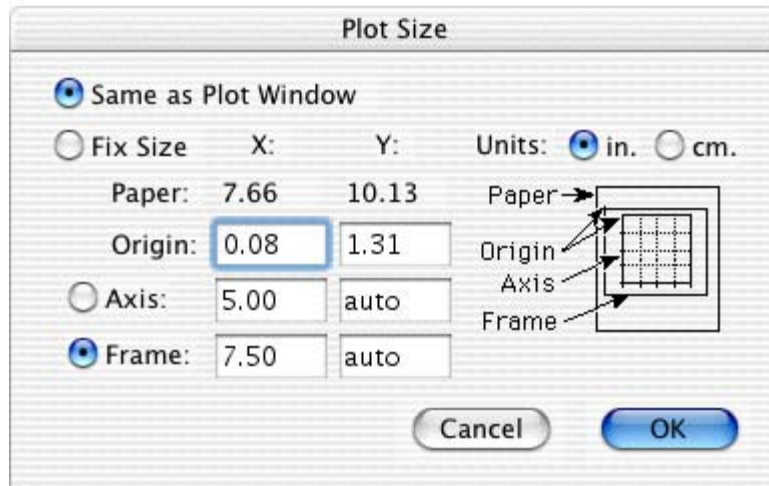 Plot Size
Same as Plot Window
Fix Size X: Y: Units: in. cm.
Paper: 7.66 10.13 Paper
Origin: 0.08 1.31 Origin
Axis: 5.00 auto Axis
Frame: 7.50 auto Frame
Cancel OK